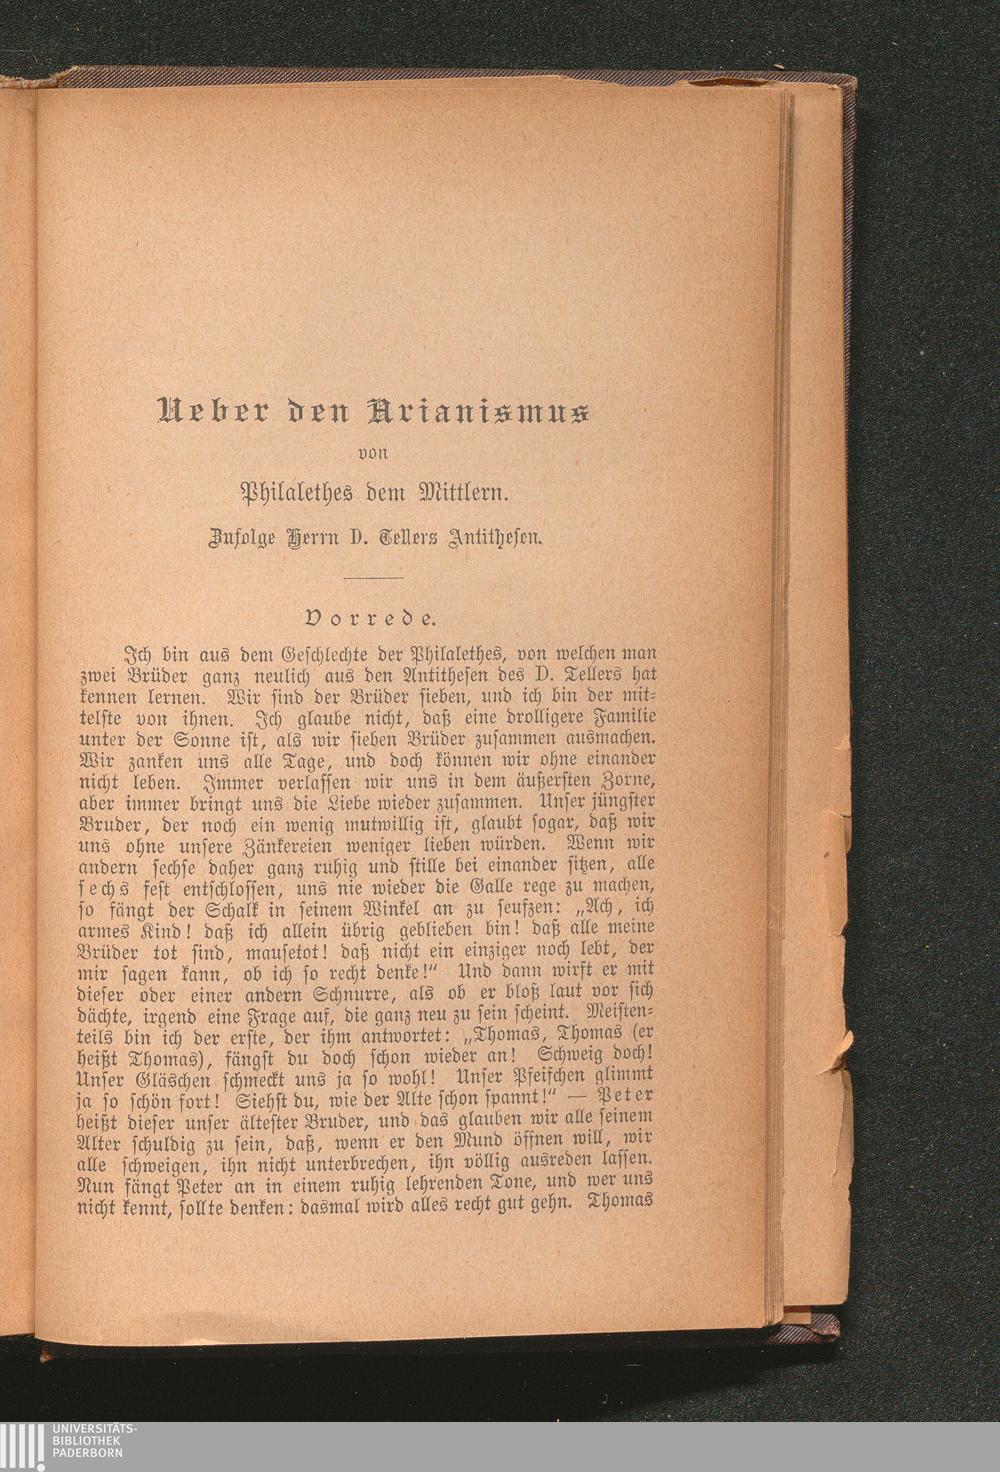 Ueber den Arianismus
von
Philalethes dem Mittlern.
Zufolge Herrn D. Tellers Antithesen.
Vorrede.
Ich bin aus dem Geschlechte der Philalethes, von welchen man
zwei Brüder ganz neulich aus den Antithesen des D. Tellers hat
kennen lernen. Wir sind der Brüder sieben, und ich bin der mit-
telste von ihnen. Ich glaube nicht, daß eine drolligere Familie
unter der Sonne ist, als wir sieben Brüder zusammen ausmachen.
Wir zanken uns alle Tage, und doch können wir ohne einander
nicht leben. Immer verlassen wir uns in dem äußersten Zorne,
aber immer bringt uns die Liebe wieder zusammen. Unser jüngster
Bruder, der noch ein wenig mutwillig ist, glaubt sogar, daß wir
uns ohne unsere Zänkereien weniger lieben würden. Wenn wir
andern sechse daher ganz ruhig und stille bei einander sitzen, alle
sechs fest entschlossen, uns nie wieder die Galle rege zu machen,
so fängt der Schalk in seinem Winkel an zu seufzen: „Ach, ich
armes Kind! daß ich allein übrig geblieben bin! daß alle meine
Brüder tot sind, mausetot! daß nicht ein einziger noch lebt, der
mir sagen kann, ob ich so recht denke!“ Und dann wirft er mit
dieser oder einer andern Schnurre, als ob er bloß laut vor sich
dächte, irgend eine Frage auf, die ganz neu zu sein scheint. Meisten-
teils bin ich der erste, der ihm antwortet: „Thomas, Thomas (er
heißt Thomas), fängst du doch schon wieder an! Schweig doch!
Unser Gläschen schmeckt uns ja so wohl! Unser Pfeifchen glimmt
ja so schön fort! Siehst du, wie der Alte schon spannt!“ — Peter
heißt dieser unser ältester Bruder, und das glauben wir alle seinem
Alter schuldig zu sein, daß, wenn er den Mund öffnen will, wir
alle schweigen, ihn nicht unterbrechen, ihn völlig ausreden lassen.
Nun fängt Peter an in einem ruhig lehrenden Tone, und wer uns
nicht kennt, sollte denken: dasmal wird alles recht gut gehn. Thomas
UNIVERSITÄTS-
BIBLIOTHEK
PADERBORN